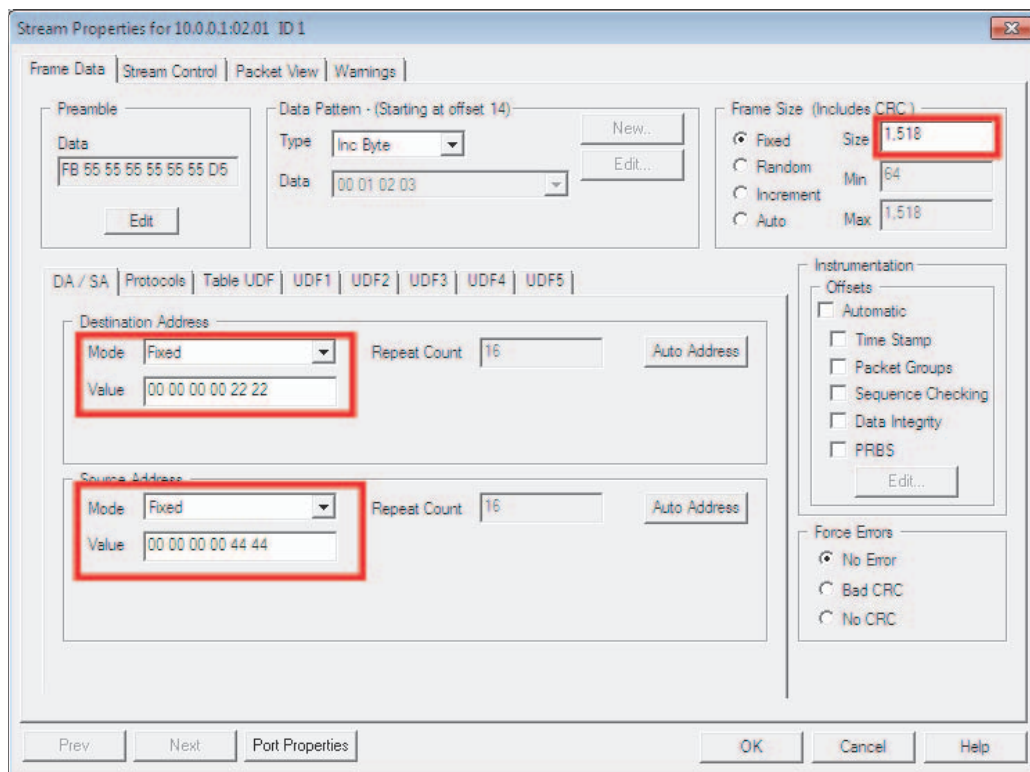 Stream Properties for 10.0.0.1:02.01 ID 1
Frame Data Stream Control Packet View Warnings
Preamble
Data
FB 55 55 55 55 55 55 D5
Edit
Data Pattern - (Starting at offset 14)
Type Inc Byte
Data 00 01 02 03
New..
Edit...
Frame Size (Includes CRC )
Fixed
Random
Increment
Auto
Size 1,518
Min 64
Max 1,518
DA / SA Protocols Table UDF UDF1 UDF2 UDF3 UDF4 UDF5
Destination Address
Mode Fixed Repeat Count 16 Auto Address
Value 00 00 00 00 22 22
Source Address
Mode Fixed Repeat Count 16 Auto Address
Value 00 00 00 00 44 44
Instrumentation
Offsets
Automatic
Time Stamp
Packet Groups
Sequence Checking
Data Integrity
PRBS
Edit...
Force Errors
No Error
Bad CRC
No CRC
Prev Next Port Properties OK Cancel Help